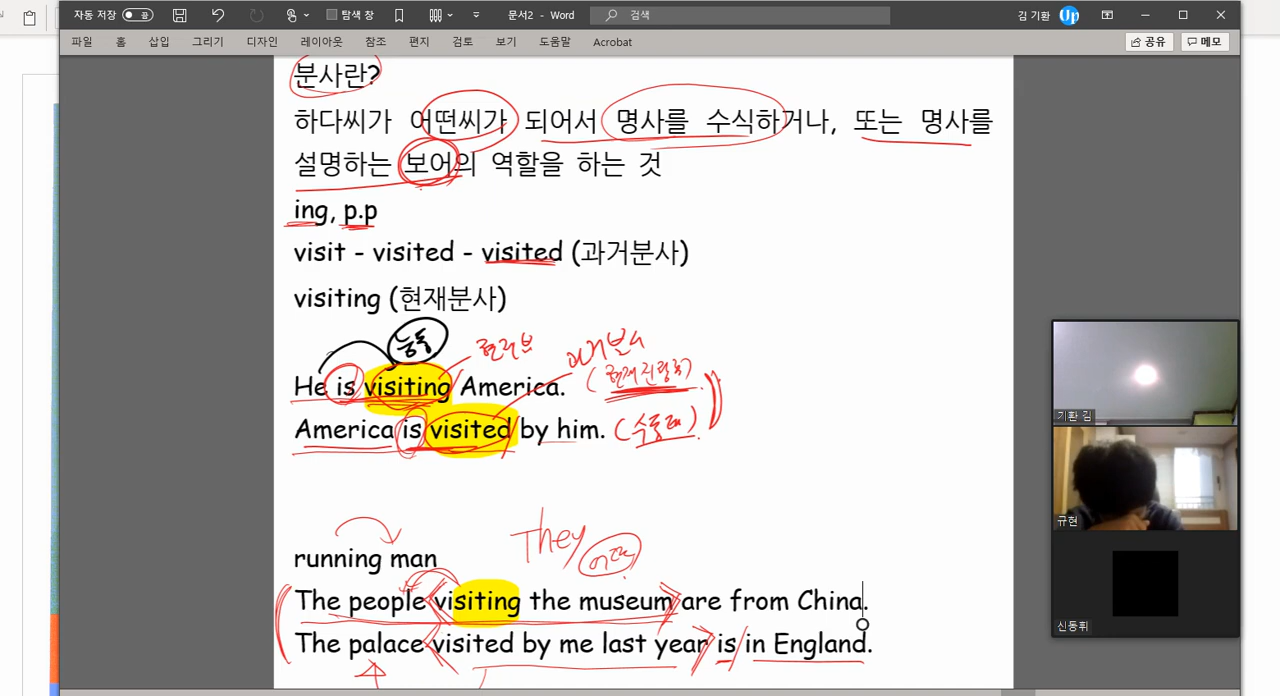 자동 저장 끔 탐색 창 문서2 - Word 검색 김 기환 Up
파일 홈 삽입 그리기 디자인 레이아웃 참조 편지 검토 보기 도움말 Acrobat 공유 메모
분사란?
하다씨가 어떤씨가 되어서 명사를 수식하거나, 또는 명사를
설명하는 보어의 역할을 하는 것
ing, p.p
visit - visited - visited (과거분사)
visiting (현재분사)
능동
He is visiting America. (현재진행형)
America is visited by him. (수동태)
They
running man
The people visiting the museum are from China.
The palace visited by me last year is in England.
기환 김
규현
신동휘